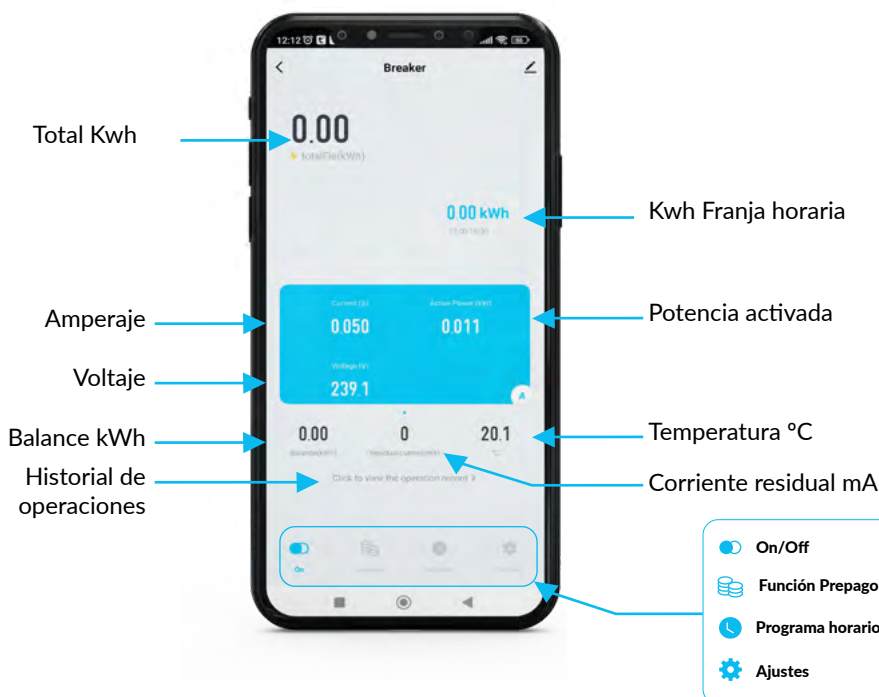 12:12
Breaker
0.00
totalEle(kWh)
Total Kwh
0.00 kWh
Kwh Franja horaria
Current (A)
Active Power (kW)
Amperaje
0.050
0.011
Potencia activada
Voltage (V)
Voltaje
239.1
A
Balance kWh
0.00
0
20.1
Temperatura ºC
°C
Historial de
operaciones
Click to view the operation record >
Corriente residual mA
On
On/Off
Función Prepago
Programa horario
Ajustes